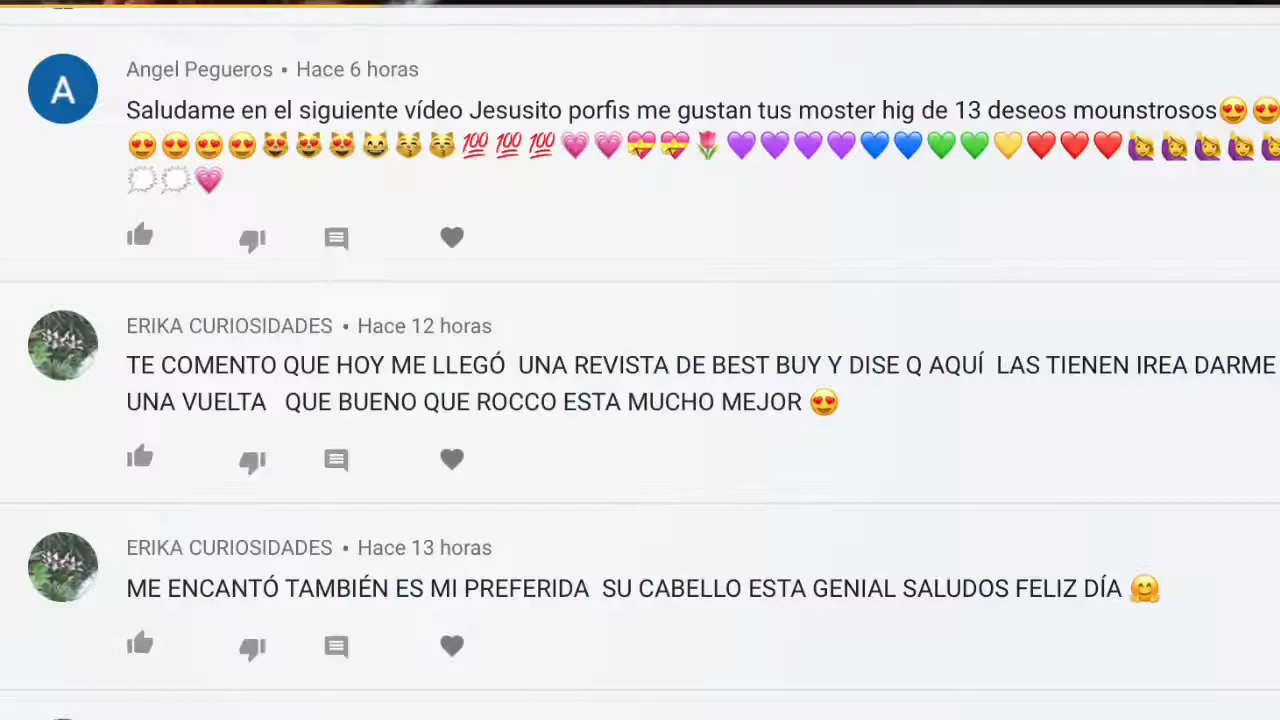 A
Angel Pegueros • Hace 6 horas
Saludame en el siguiente vídeo Jesusito porfis me gustan tus moster hig de 13 deseos mounstrosos😍😍
😍😍😍😍😻😻😻😸😽😽💯💯💯💗💗💝💝🌷💜💜💜💜💙💙💚💚💛❤️❤️❤️🙋‍♀️🙋‍♀️🙋‍♀️🙋‍♀️🙋‍♀️
🗯️🗯️💗
ERIKA CURIOSIDADES • Hace 12 horas
TE COMENTO QUE HOY ME LLEGÓ  UNA REVISTA DE BEST BUY Y DISE Q AQUÍ  LAS TIENEN IREA DARME
UNA VUELTA   QUE BUENO QUE ROCCO ESTA MUCHO MEJOR 😍
ERIKA CURIOSIDADES • Hace 13 horas
ME ENCANTÓ TAMBIÉN ES MI PREFERIDA  SU CABELLO ESTA GENIAL SALUDOS FELIZ DÍA 🤗